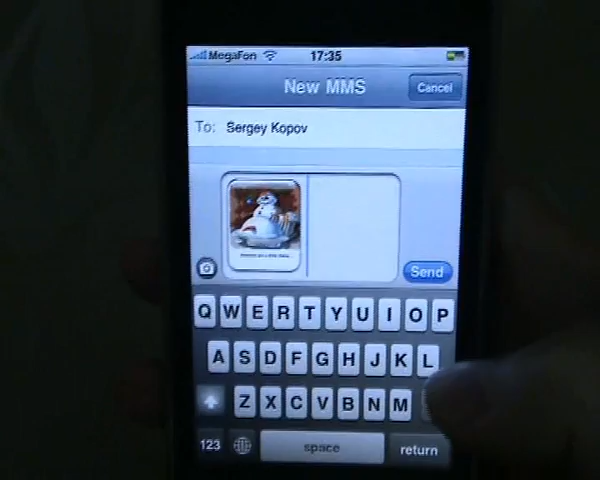 MegaFon 17:35
New MMS Cancel
To: Sergey Kopov
Send
Q W E R T Y U I O P
A S D F G H J K L
Z X C V B N M
123 space return